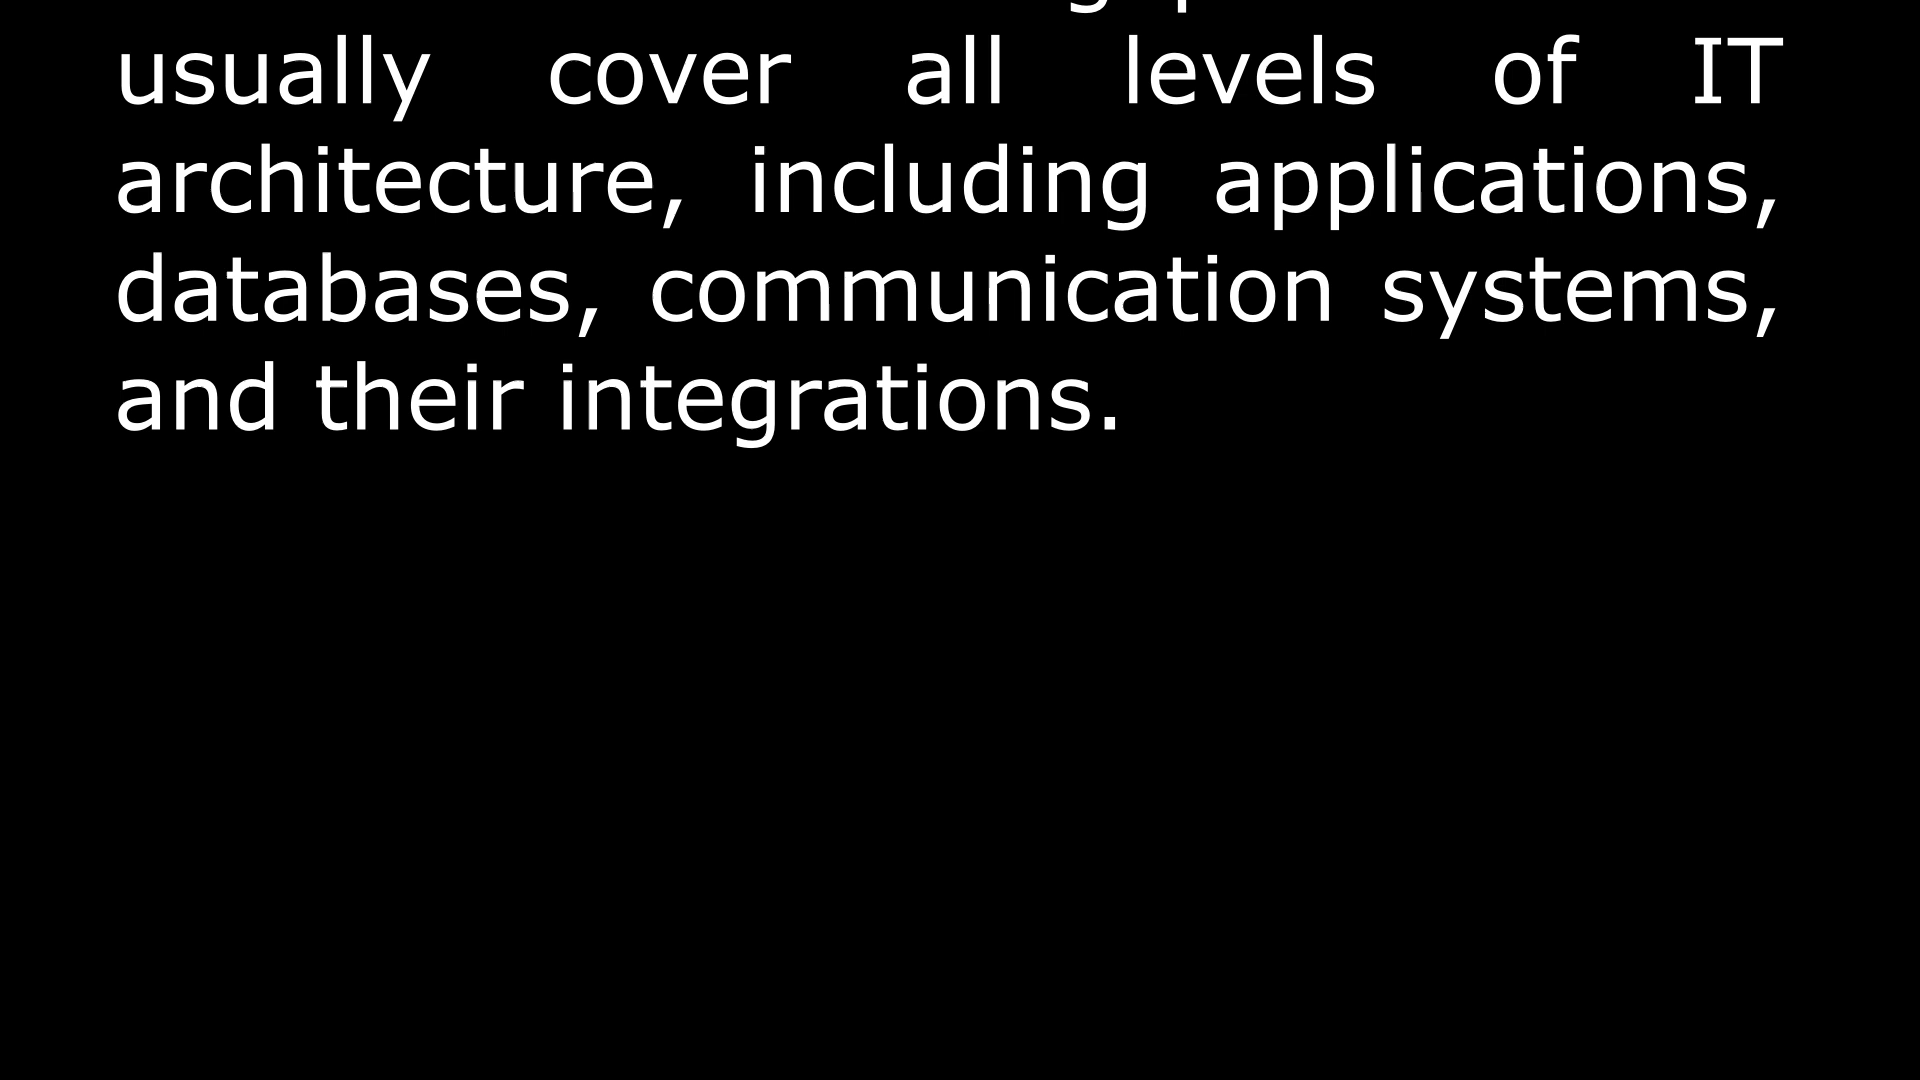 usually cover all levels of IT
architecture, including applications,
databases, communication systems,
and their integrations.